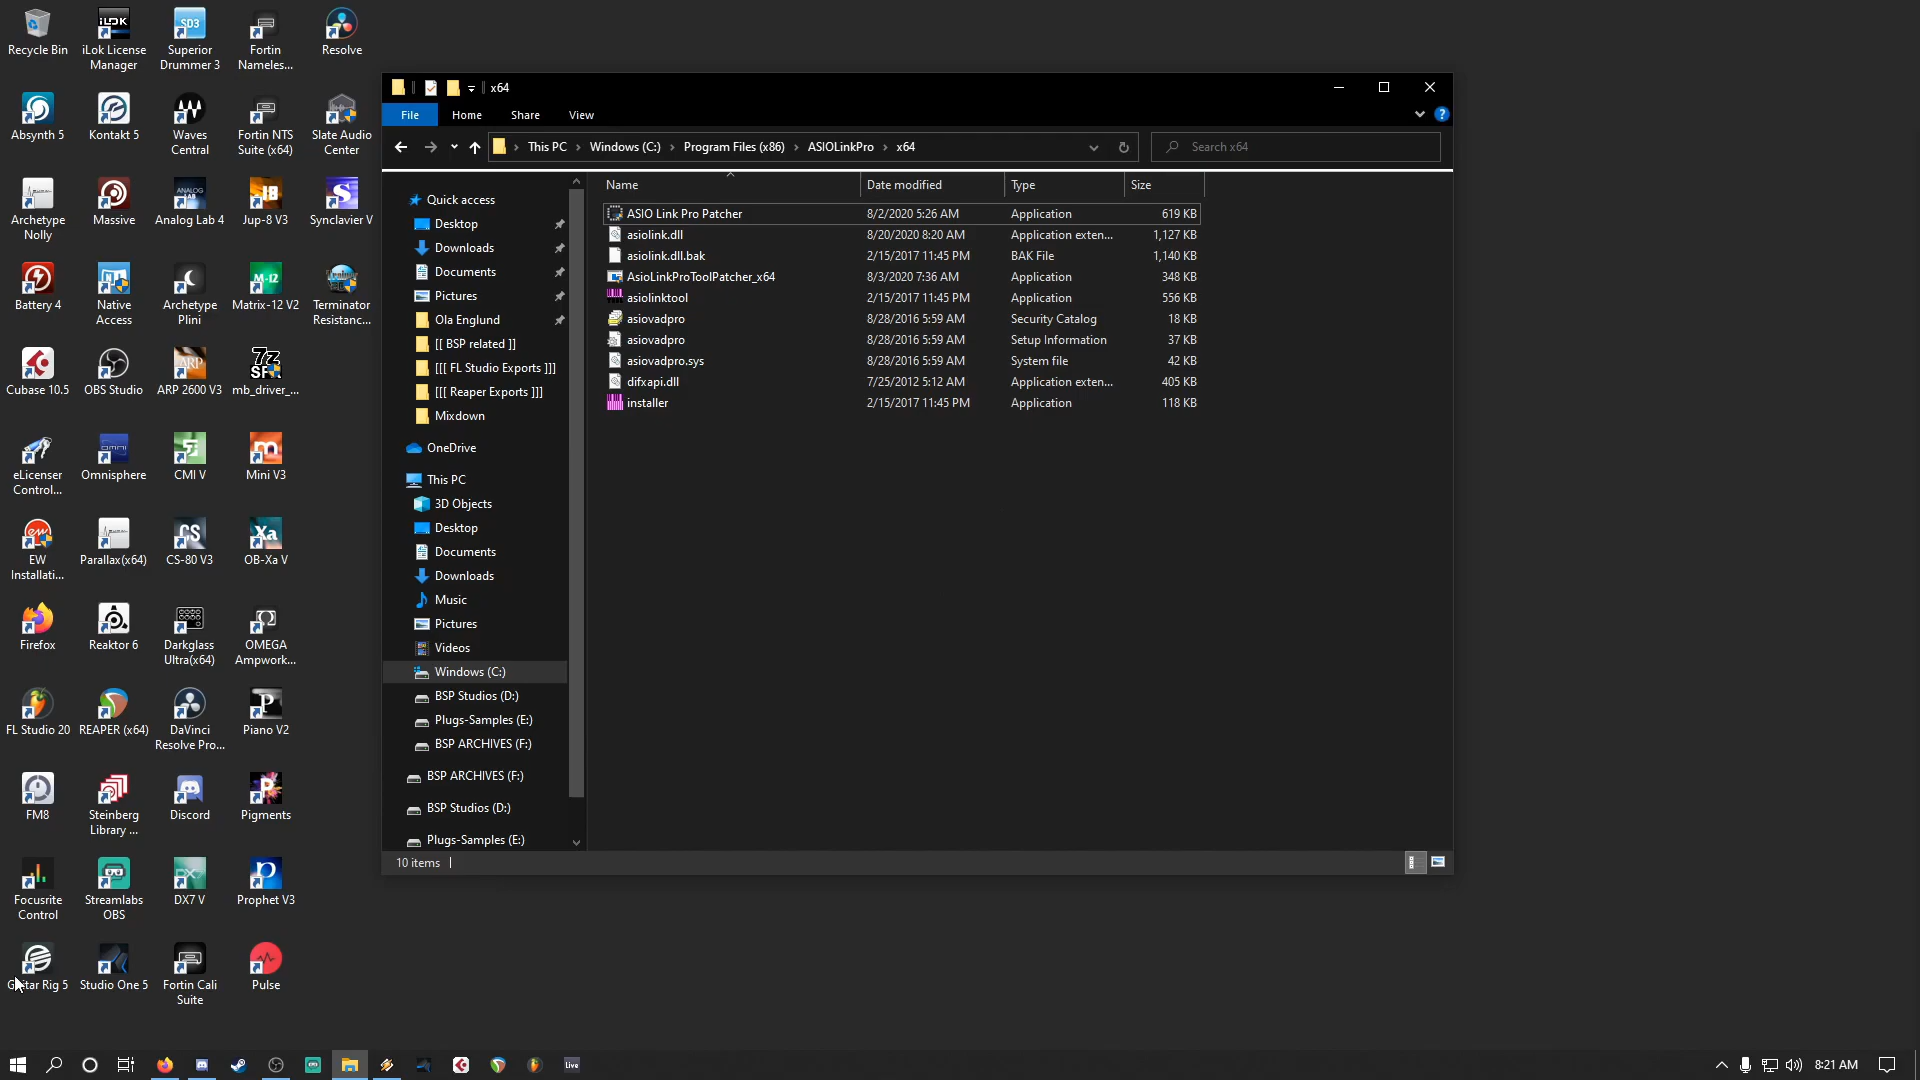 Recycle Bin
iLok License
Manager
Superior
Drummer 3
Fortin
Nameless...
Resolve
Absynth 5
Kontakt 5
Waves
Central
Fortin NTS
Suite (x64)
Slate Audio
Center
Archetype
Nolly
Massive
Analog Lab 4
Jup-8 V3
Synclavier V
Battery 4
Native
Access
Archetype
Plini
Matrix-12 V2
Terminator
Resistanc...
Cubase 10.5
OBS Studio
ARP 2600 V3
mb_driver_...
eLicenser
Control...
Omnisphere
CMI V
Mini V3
EW
Installati...
Parallax(x64)
CS-80 V3
OB-Xa V
Firefox
Reaktor 6
Darkglass
Ultra(x64)
OMEGA
Ampwork...
FL Studio 20
REAPER (x64)
DaVinci
Resolve Pro...
Piano V2
FM8
Steinberg
Library ...
Discord
Pigments
Focusrite
Control
Streamlabs
OBS
DX7 V
Prophet V3
Guitar Rig 5
Studio One 5
Fortin Cali
Suite
Pulse
x64
File Home Share View
This PC Windows (C:) Program Files (x86) ASIOLinkPro x64
Search x64
Quick access
Desktop
Downloads
Documents
Pictures
Ola Englund
[[ BSP related ]]
[[[ FL Studio Exports ]]]
[[[ Reaper Exports ]]]
Mixdown
OneDrive
This PC
3D Objects
Desktop
Documents
Downloads
Music
Pictures
Videos
Windows (C:)
BSP Studios (D:)
Plugs-Samples (E:)
BSP ARCHIVES (F:)
BSP ARCHIVES (F:)
BSP Studios (D:)
Plugs-Samples (E:)
Name Date modified Type Size
ASIO Link Pro Patcher 8/2/2020 5:26 AM Application 619 KB
asiolink.dll 8/20/2020 8:20 AM Application exten... 1,127 KB
asiolink.dll.bak 2/15/2017 11:45 PM BAK File 1,140 KB
AsioLinkProToolPatcher_x64 8/3/2020 7:36 AM Application 348 KB
asiolinktool 2/15/2017 11:45 PM Application 556 KB
asiovadpro 8/28/2016 5:59 AM Security Catalog 18 KB
asiovadpro 8/28/2016 5:59 AM Setup Information 37 KB
asiovadpro.sys 8/28/2016 5:59 AM System file 42 KB
difxapi.dll 7/25/2012 5:12 AM Application exten... 405 KB
installer 2/15/2017 11:45 PM Application 118 KB
10 items
8:21 AM